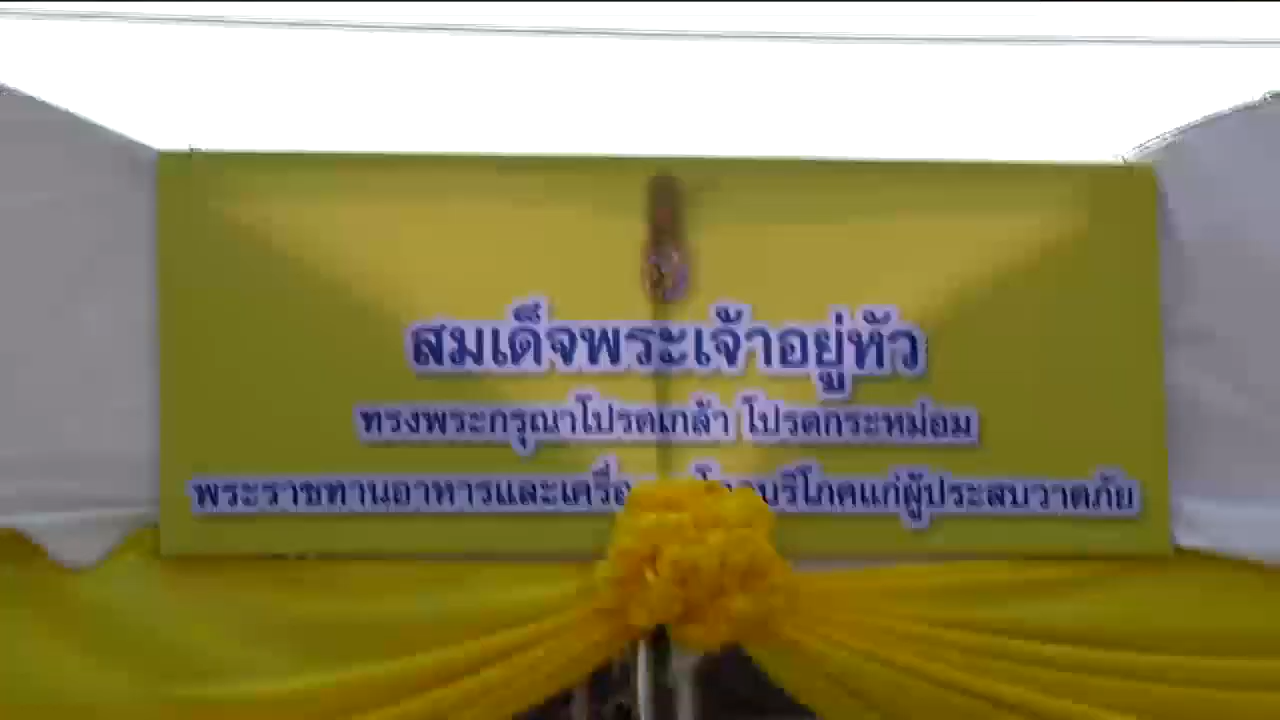 สมเด็จพระเจ้าอยู่หัว
ทรงพระกรุณาโปรดเกล้า โปรดกระหม่อม
พระราชทานอาหารและเครื่อ บริโภคแก่ผู้ประสบวาตภัย